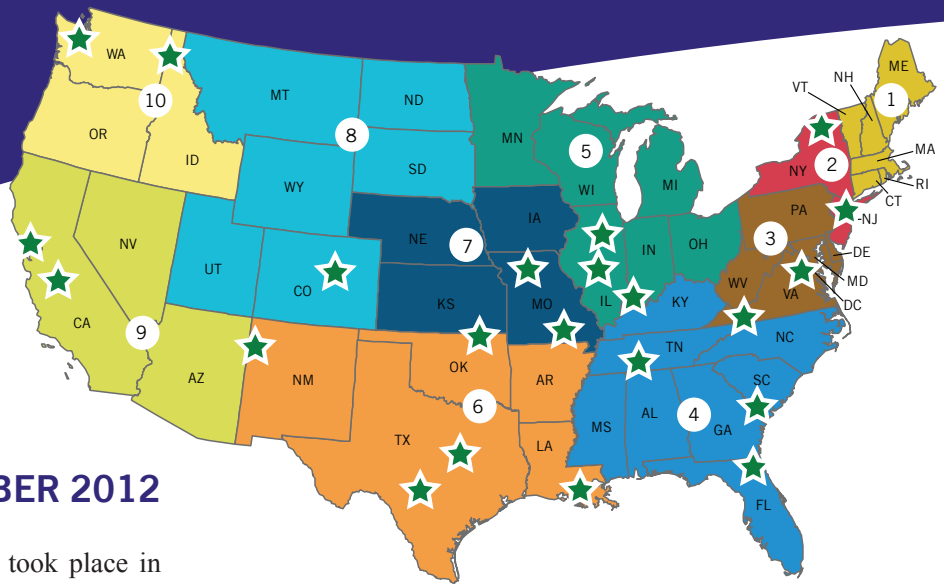 WA
ME
NH
VT
10
MT
ND
1
MN
OR
8
5
MA
ID
SD
WI
MI
NY
2
RI
WY
CT
-NJ
IA
PA
NV
NE
7
IN
OH
3
DE
UT
CO
WV
MD
KS
MO
IL
KY
VA
DC
CA
9
NC
TN
AZ
NM
OK
AR
SC
6
MS
AL
4
GA
TX
LA
FL
BER 2012
took place in